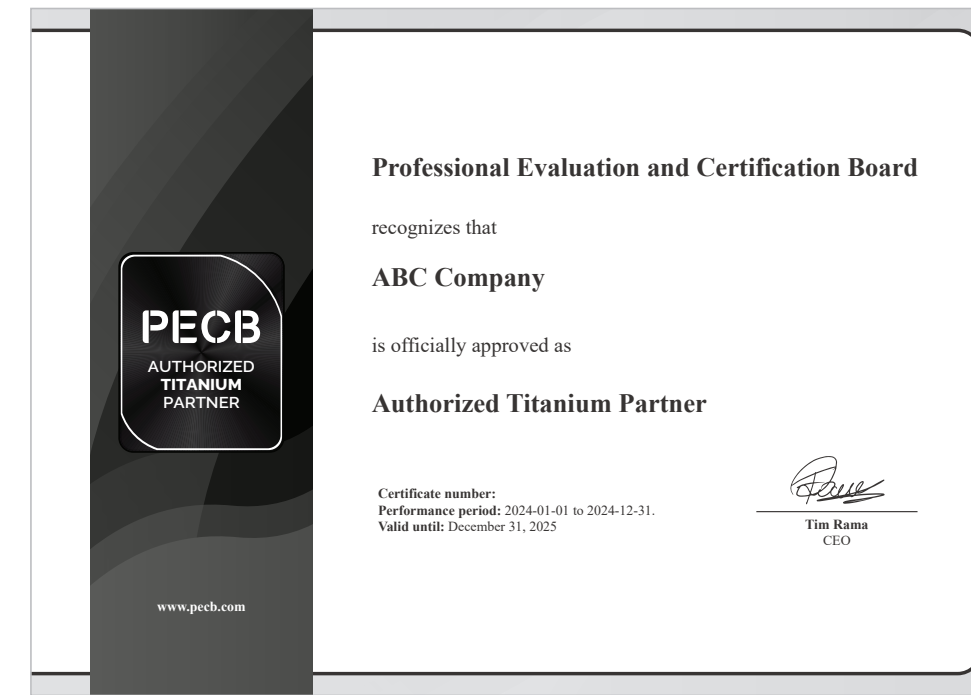 Professional Evaluation and Certification Board
recognizes that
ABC Company
is officially approved as
Authorized Titanium Partner
PECB
AUTHORIZED
TITANIUM
PARTNER
Certificate number:
Performance period: 2024-01-01 to 2024-12-31.
Valid until: December 31, 2025
Tim Rama
CEO
www.pecb.com